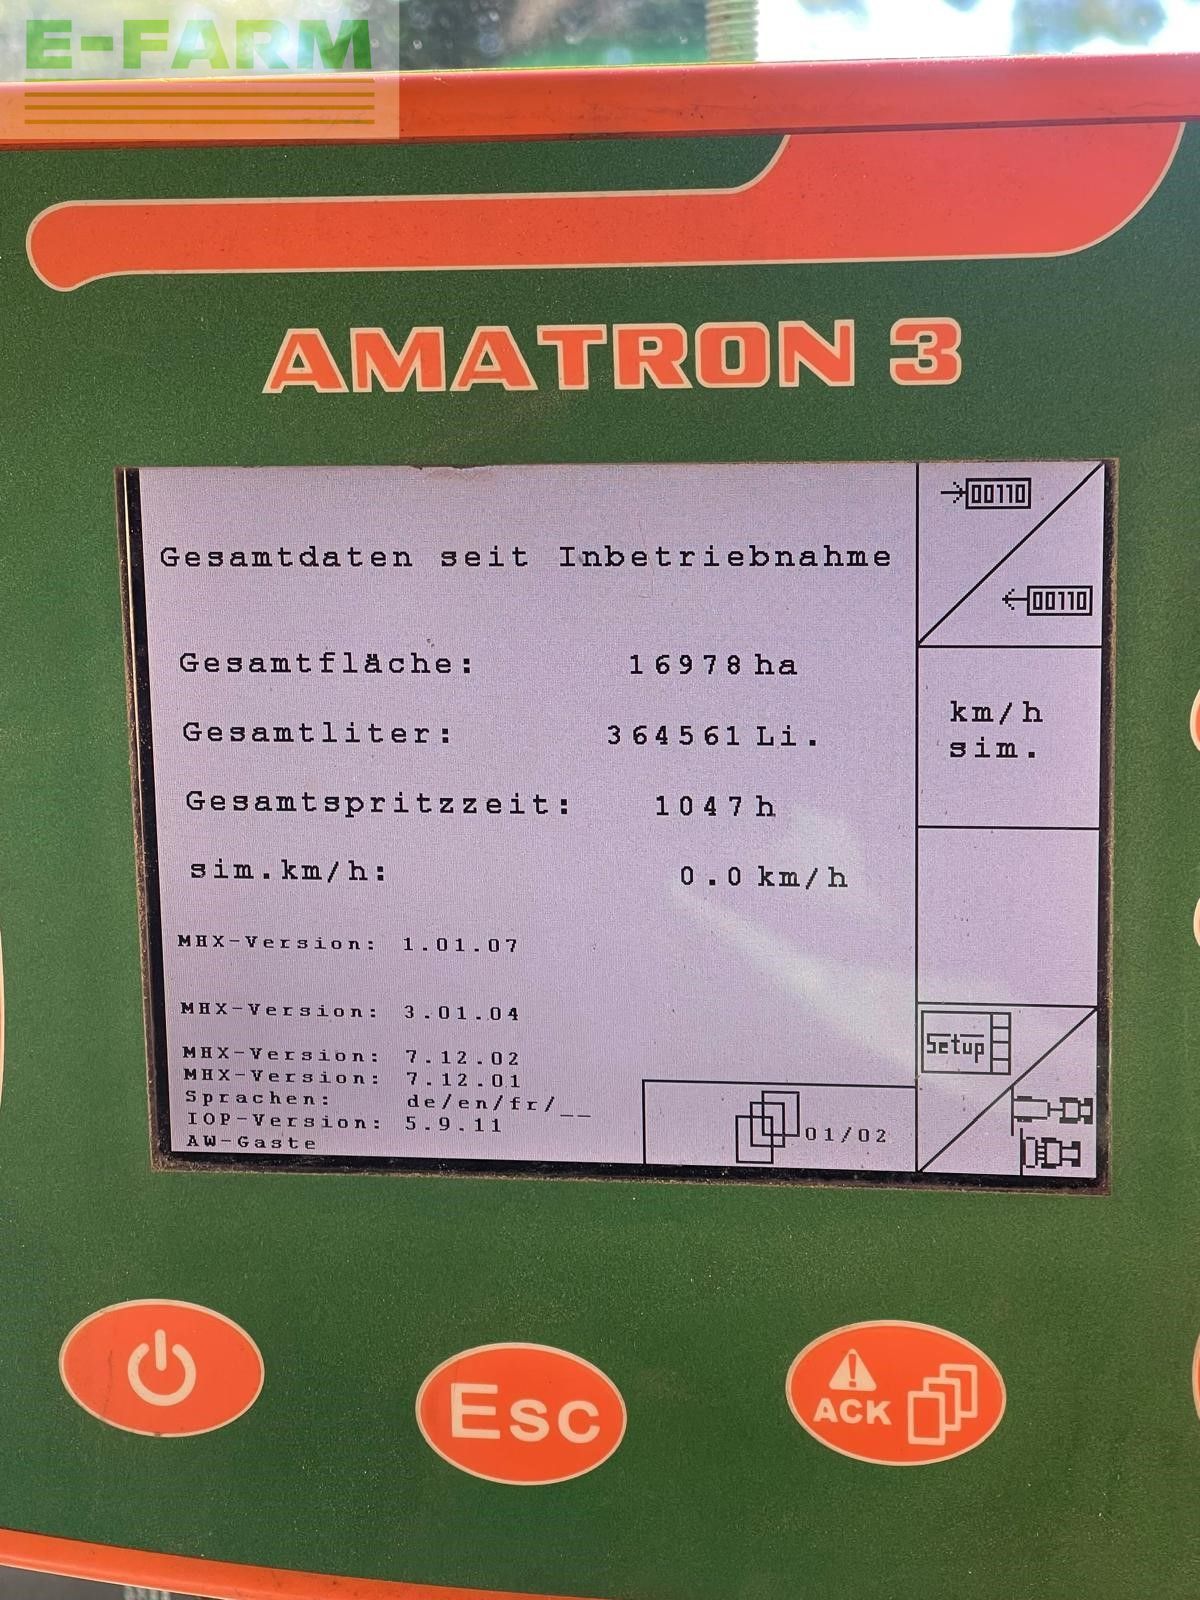 E-FARM
AMATRON 3
Gesamtdaten seit Inbetriebnahme
Gesamtfläche: 16978 ha
Gesamtliter: 364561 Li.
Gesamtspritzzeit: 1047 h
sim.km/h: 0.0 km/h
MHX-Version: 1.01.07
MHX-Version: 3.01.04
MHX-Version: 7.12.02
MHX-Version: 7.12.01
Sprachen: de/en/fr/__
IOP-Version: 5.9.11
AW-Gaste
00110
00110
km/h
sim.
Setup
01/02
Esc
ACK